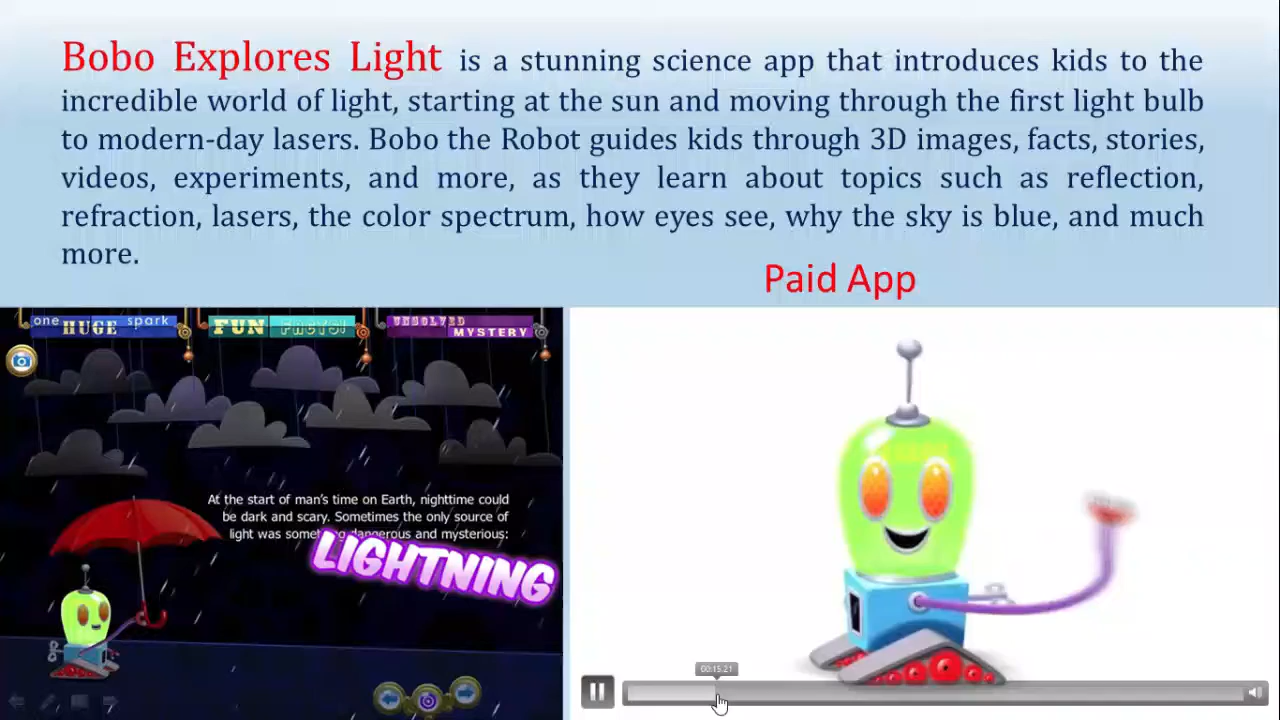 Bobo Explores Light is a stunning science app that introduces kids to the
incredible world of light, starting at the sun and moving through the first light bulb
to modern-day lasers. Bobo the Robot guides kids through 3D images, facts, stories,
videos, experiments, and more, as they learn about topics such as reflection,
refraction, lasers, the color spectrum, how eyes see, why the sky is blue, and much
more.
Paid App
one HUGE spark
FUN FACTS!
UNSOLVED MYSTERY
At the start of man's time on Earth, nighttime could
be dark and scary. Sometimes the only source of
light was something dangerous and mysterious:
LIGHTNING
00:15.21